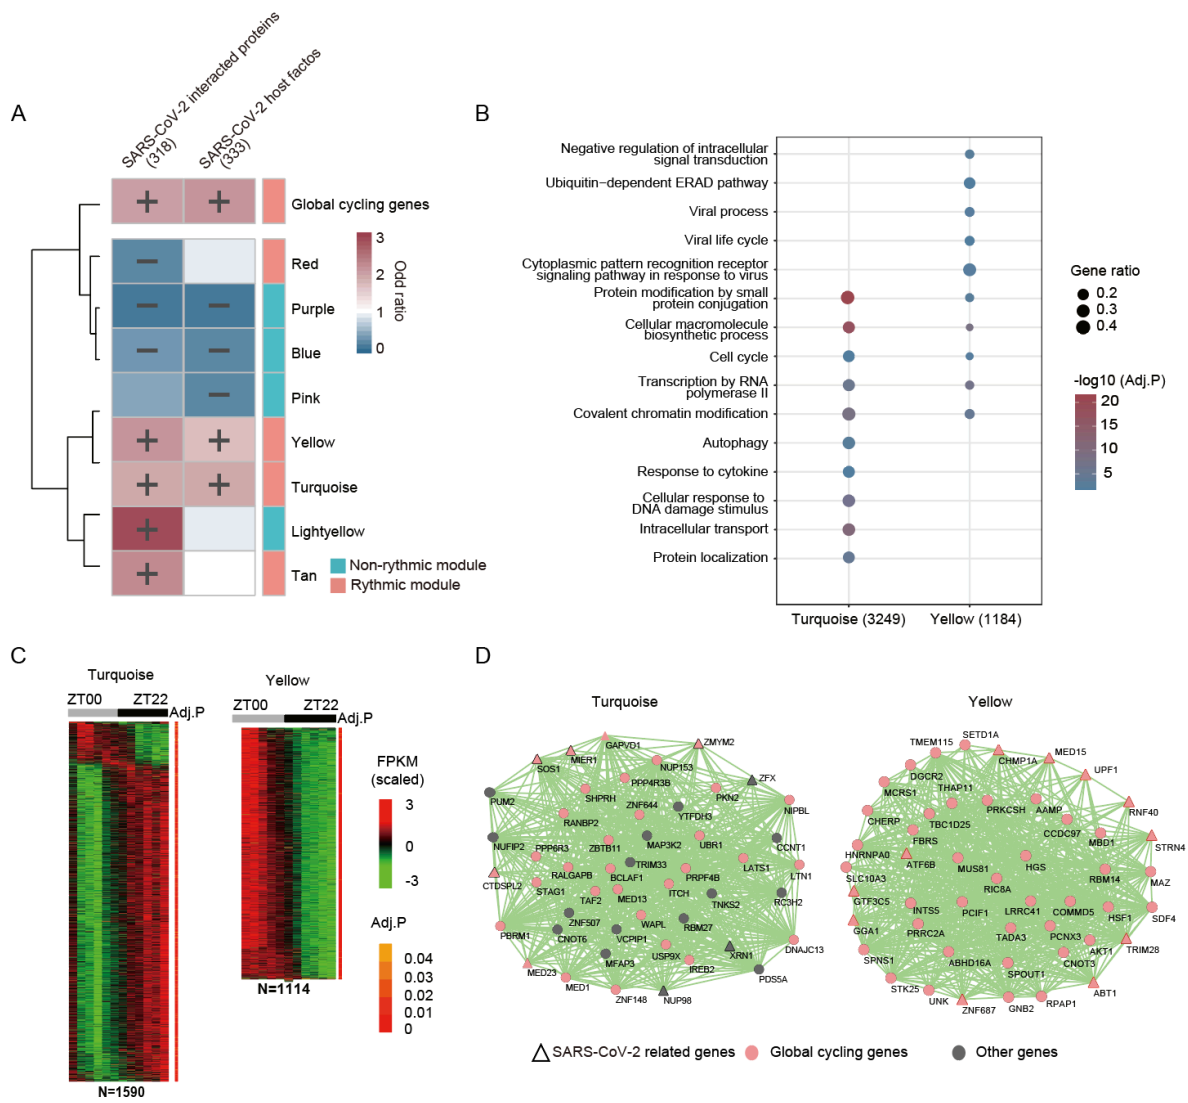 A
SARS-CoV-2 interacted proteins
(318)
SARS-CoV-2 host factos
(333)
Global cycling genes
Red
Purple
Blue
Pink
Yellow
Turquoise
Lightyellow
Tan
3
2
1
0
Odd ratio
Non-rythmic module
Rythmic module
B
Negative regulation of intracellular
signal transduction
Ubiquitin-dependent ERAD pathway
Viral process
Viral life cycle
Cytoplasmic pattern recognition receptor
signaling pathway in response to virus
Protein modification by small
protein conjugation
Cellular macromolecule
biosynthetic process
Cell cycle
Transcription by RNA
polymerase II
Covalent chromatin modification
Autophagy
Response to cytokine
Cellular response to
DNA damage stimulus
Intracellular transport
Protein localization
Turquoise (3249)
Yellow (1184)
Gene ratio
0.2
0.3
0.4
-log10 (Adj.P)
20
15
10
5
C
Turquoise
ZT00
ZT22
Adj.P
N=1590
Yellow
ZT00
ZT22
Adj.P
N=1114
FPKM
(scaled)
3
0
-3
Adj.P
0.04
0.03
0.02
0.01
0
D
Turquoise
GAPVD1
ZMYM2
MIER1
SOS1
NUP153
ZFX
PPP4R3B
PKN2
PUM2
SHPRH
ZNF644
YTFDH3
NIPBL
RANBP2
NUFIP2
PPP6R3
ZBTB11
MAP3K2
UBR1
CCNT1
TRIM33
LATS1
LTN1
RALGAPB
BCLAF1
PRPF4B
CTDSPL2
STAG1
TAF2
MED13
ITCH
TNKS2
RC3H2
ZNF507
WAPL
RBM27
PBRM1
CNOT6
VCPIP1
XRN1
DNAJC13
MFAP3
USP9X
IREB2
MED23
PDS5A
MED1
ZNF148
NUP98
Yellow
SETD1A
TMEM115
MED15
CHMP1A
DGCR2
UPF1
MCRS1
THAP11
PRKCSH
AAMP
RNF40
CHERP
TBC1D25
CCDC97
FBRS
MBD1
STRN4
HNRNPA0
ATF6B
MUS81
HGS
SLC10A3
RIC8A
RBM14
MAZ
GTF3C5
INTS5
PCIF1
LRRC41
COMMD5
HSF1
SDF4
GGA1
PRRC2A
TADA3
PCNX3
AKT1
TRIM28
SPNS1
ABHD16A
SPOUT1
CNOT3
STK25
UNK
ZNF687
GNB2
RPAP1
ABT1
SARS-CoV-2 related genes
Global cycling genes
Other genes